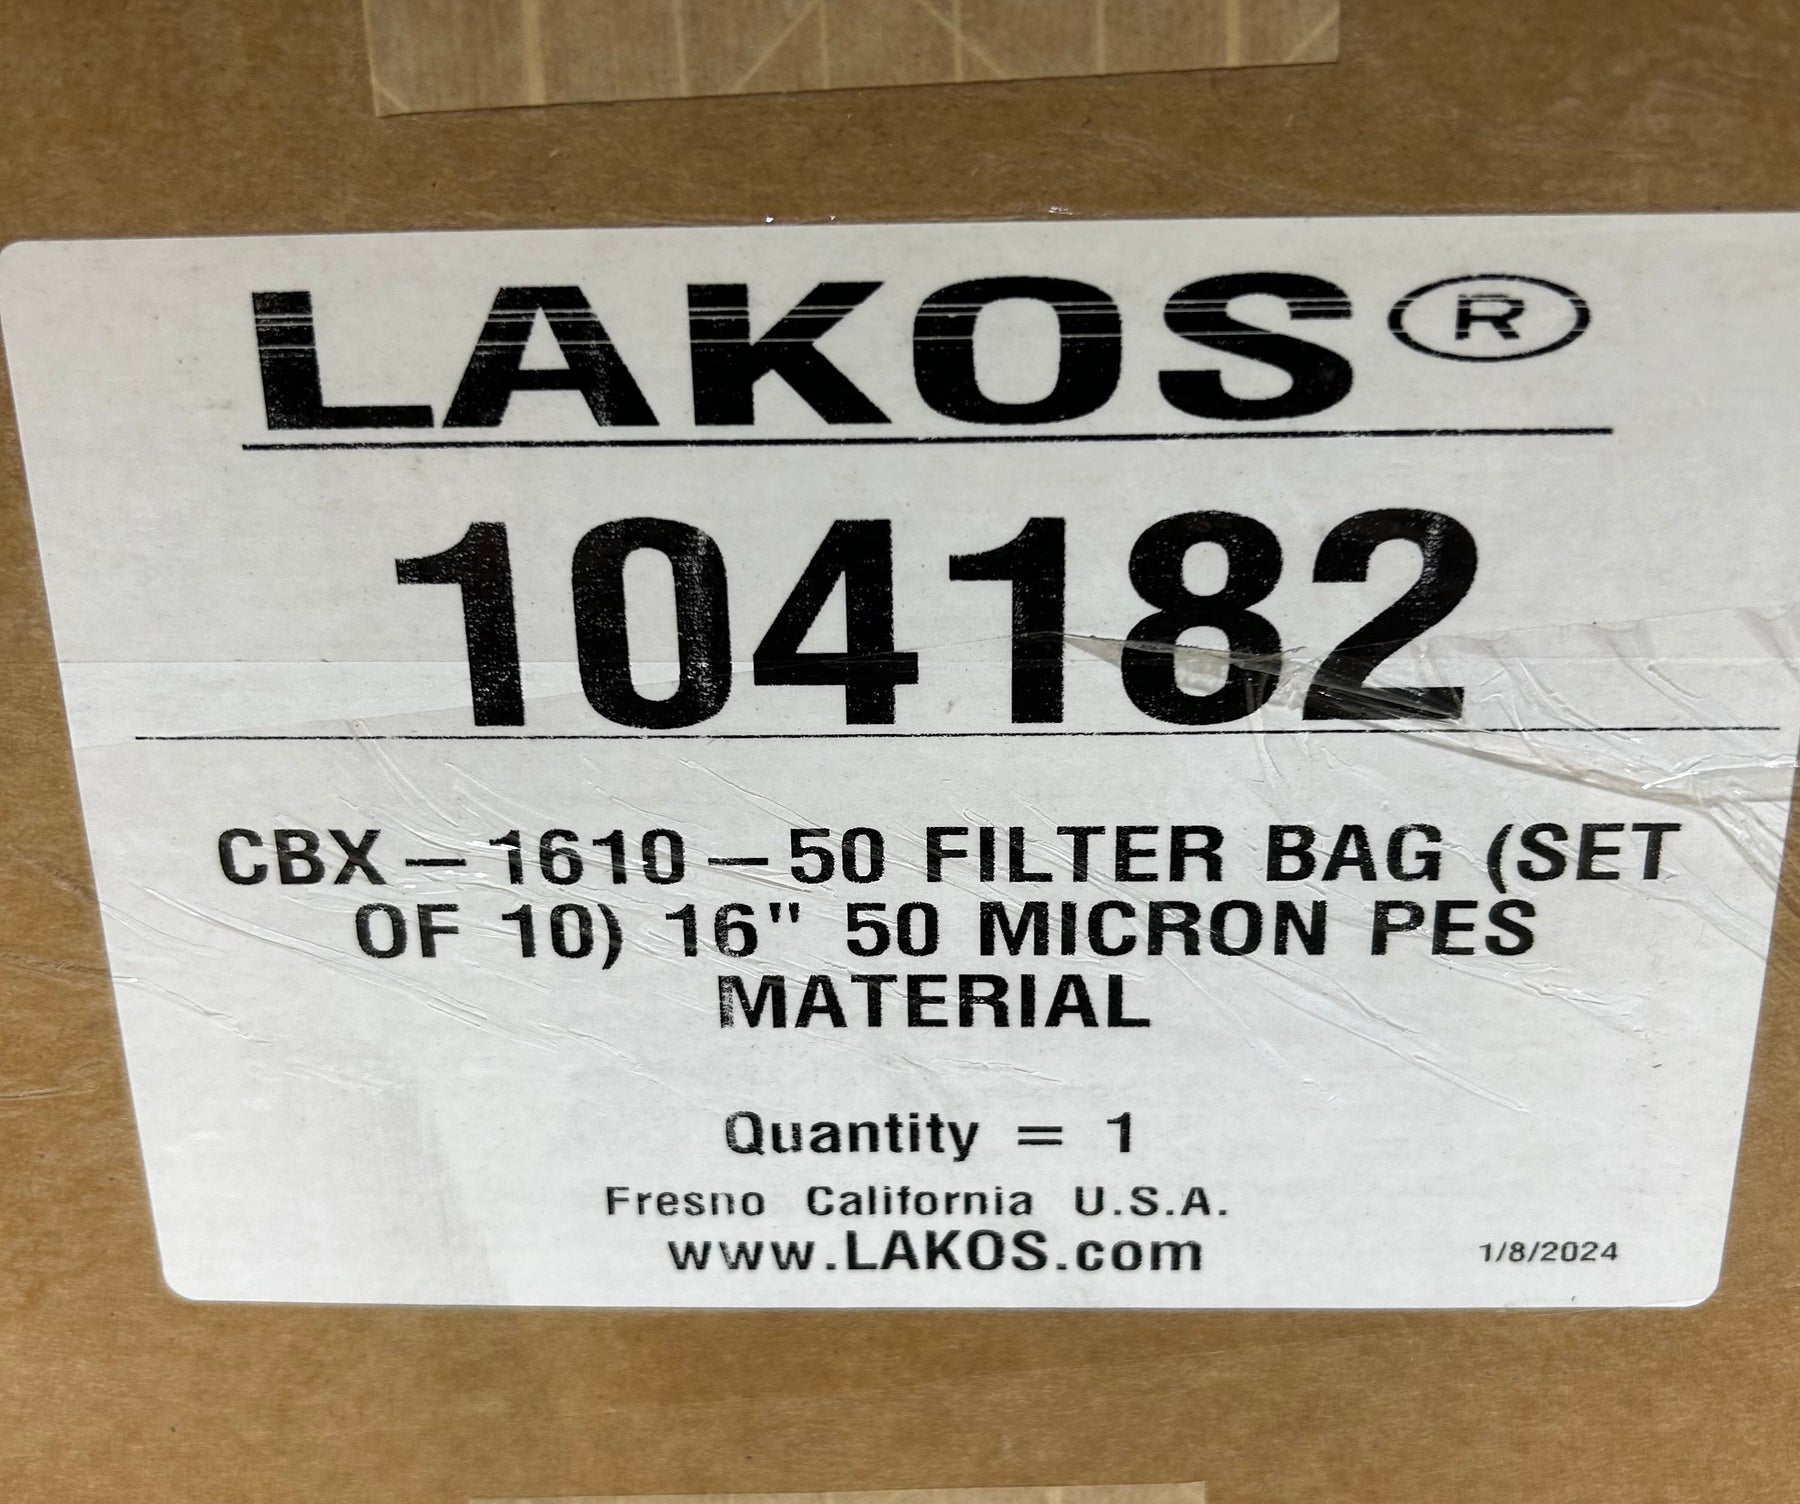 LAKOS®
104182
CBX-1610-50 FILTER BAG (SET
OF 10) 16" 50 MICRON PES
MATERIAL
Quantity = 1
Fresno California U.S.A.
www.LAKOS.com
1/8/2024